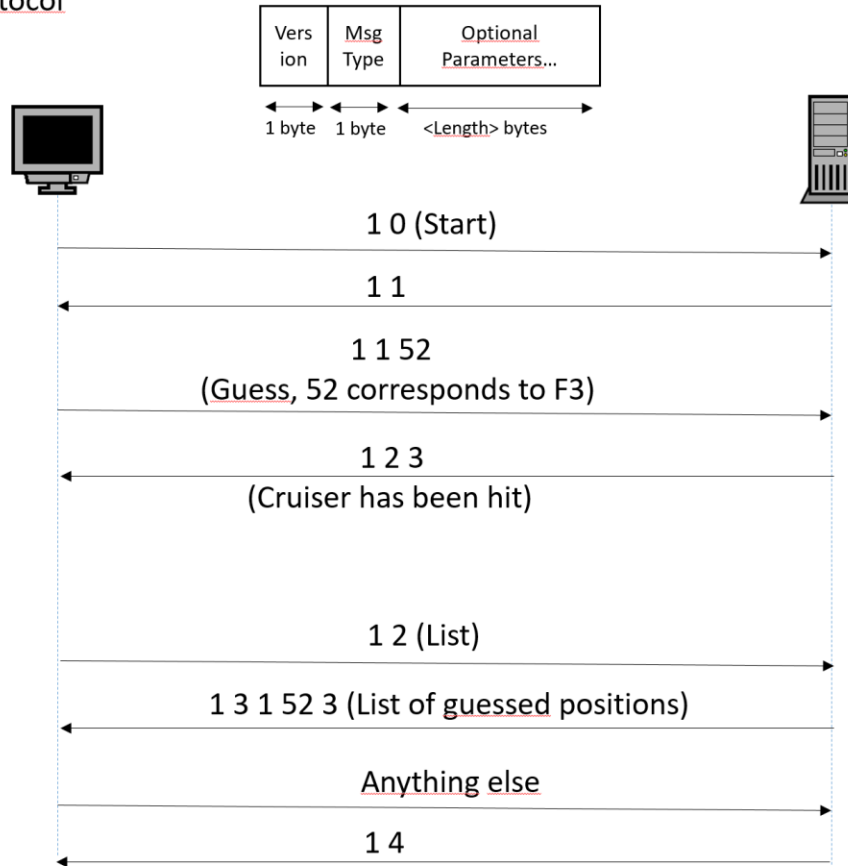 Vers
ion
Msg
Type
Optional
Parameters...
1 byte
1 byte
<Length> bytes
1 0 (Start)
1 1
1 1 52
(Guess, 52 corresponds to F3)
1 2 3
(Cruiser has been hit)
1 2 (List)
1 3 1 52 3 (List of guessed positions)
Anything else
1 4